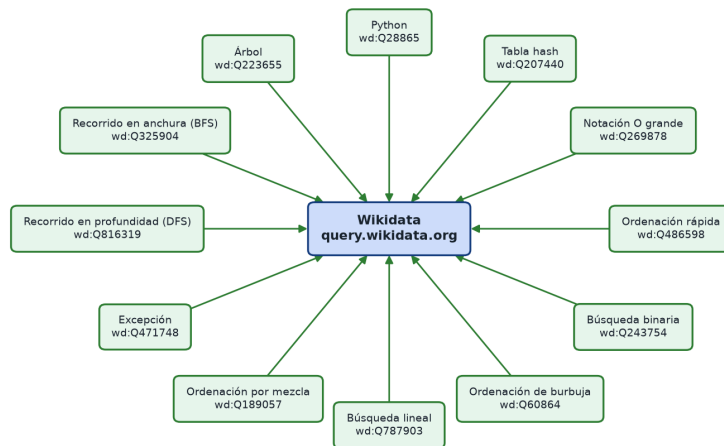 Python
wd:Q28865
Árbol
wd:Q223655
Tabla hash
wd:Q207440
Recorrido en anchura (BFS)
wd:Q325904
Notación O grande
wd:Q269878
Recorrido en profundidad (DFS)
wd:Q816319
Wikidata
query.wikidata.org
Ordenación rápida
wd:Q486598
Excepción
wd:Q471748
Búsqueda binaria
wd:Q243754
Ordenación por mezcla
wd:Q189057
Ordenación de burbuja
wd:Q60864
Búsqueda lineal
wd:Q787903